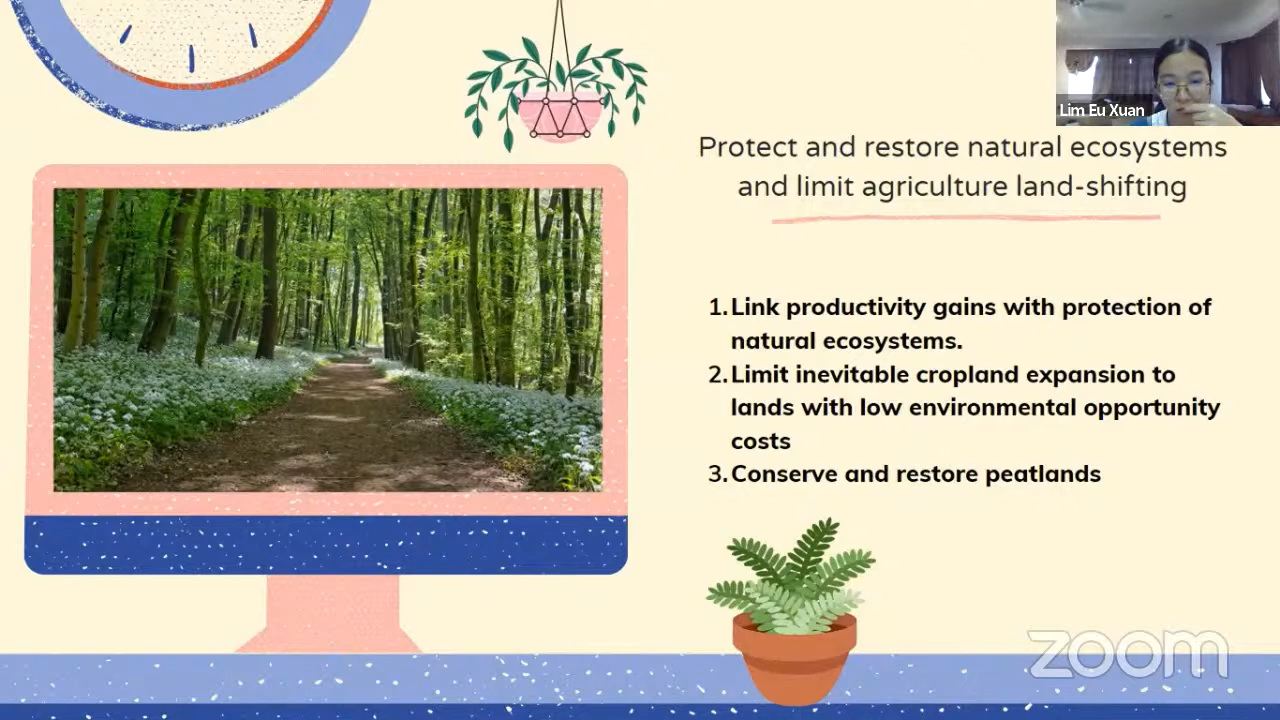 Lim Eu Xuan
Protect and restore natural ecosystems
and limit agriculture land-shifting
1. Link productivity gains with protection of
natural ecosystems.
2. Limit inevitable cropland expansion to
lands with low environmental opportunity
costs
3. Conserve and restore peatlands
zoom